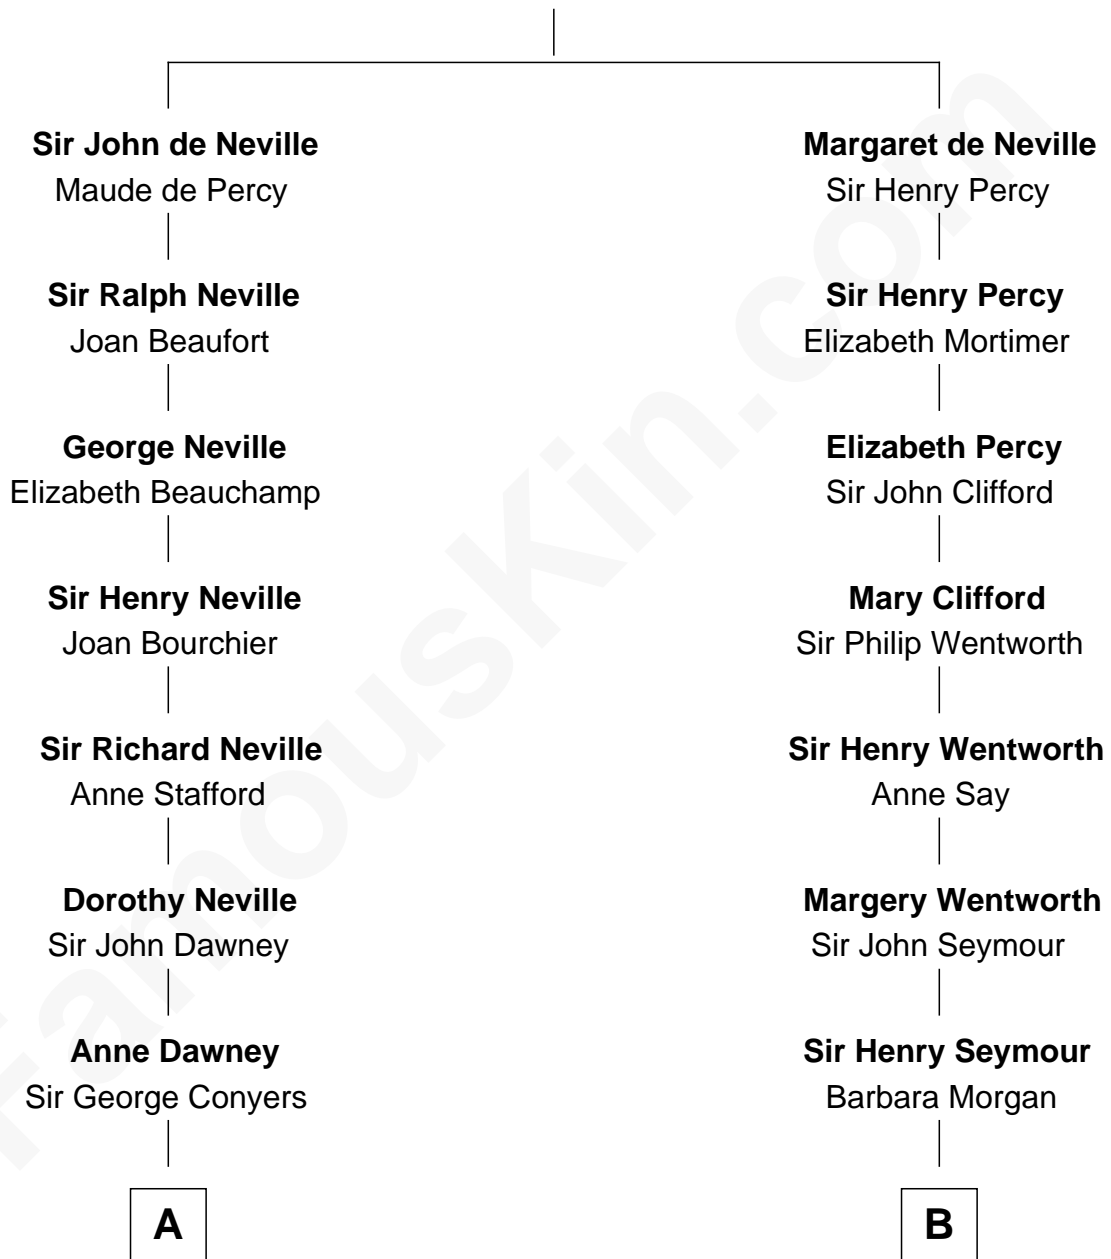 Sir John de Neville
Maude de Percy
Sir Ralph Neville
Joan Beaufort
George Neville
Elizabeth Beauchamp
Sir Henry Neville
Joan Bourchier
Sir Richard Neville
Anne Stafford
Dorothy Neville
Sir John Dawney
Anne Dawney
Sir George Conyers
A
Margaret de Neville
Sir Henry Percy
Sir Henry Percy
Elizabeth Mortimer
Elizabeth Percy
Sir John Clifford
Mary Clifford
Sir Philip Wentworth
Sir Henry Wentworth
Anne Say
Margery Wentworth
Sir John Seymour
Sir Henry Seymour
Barbara Morgan
B
FamousKin.com